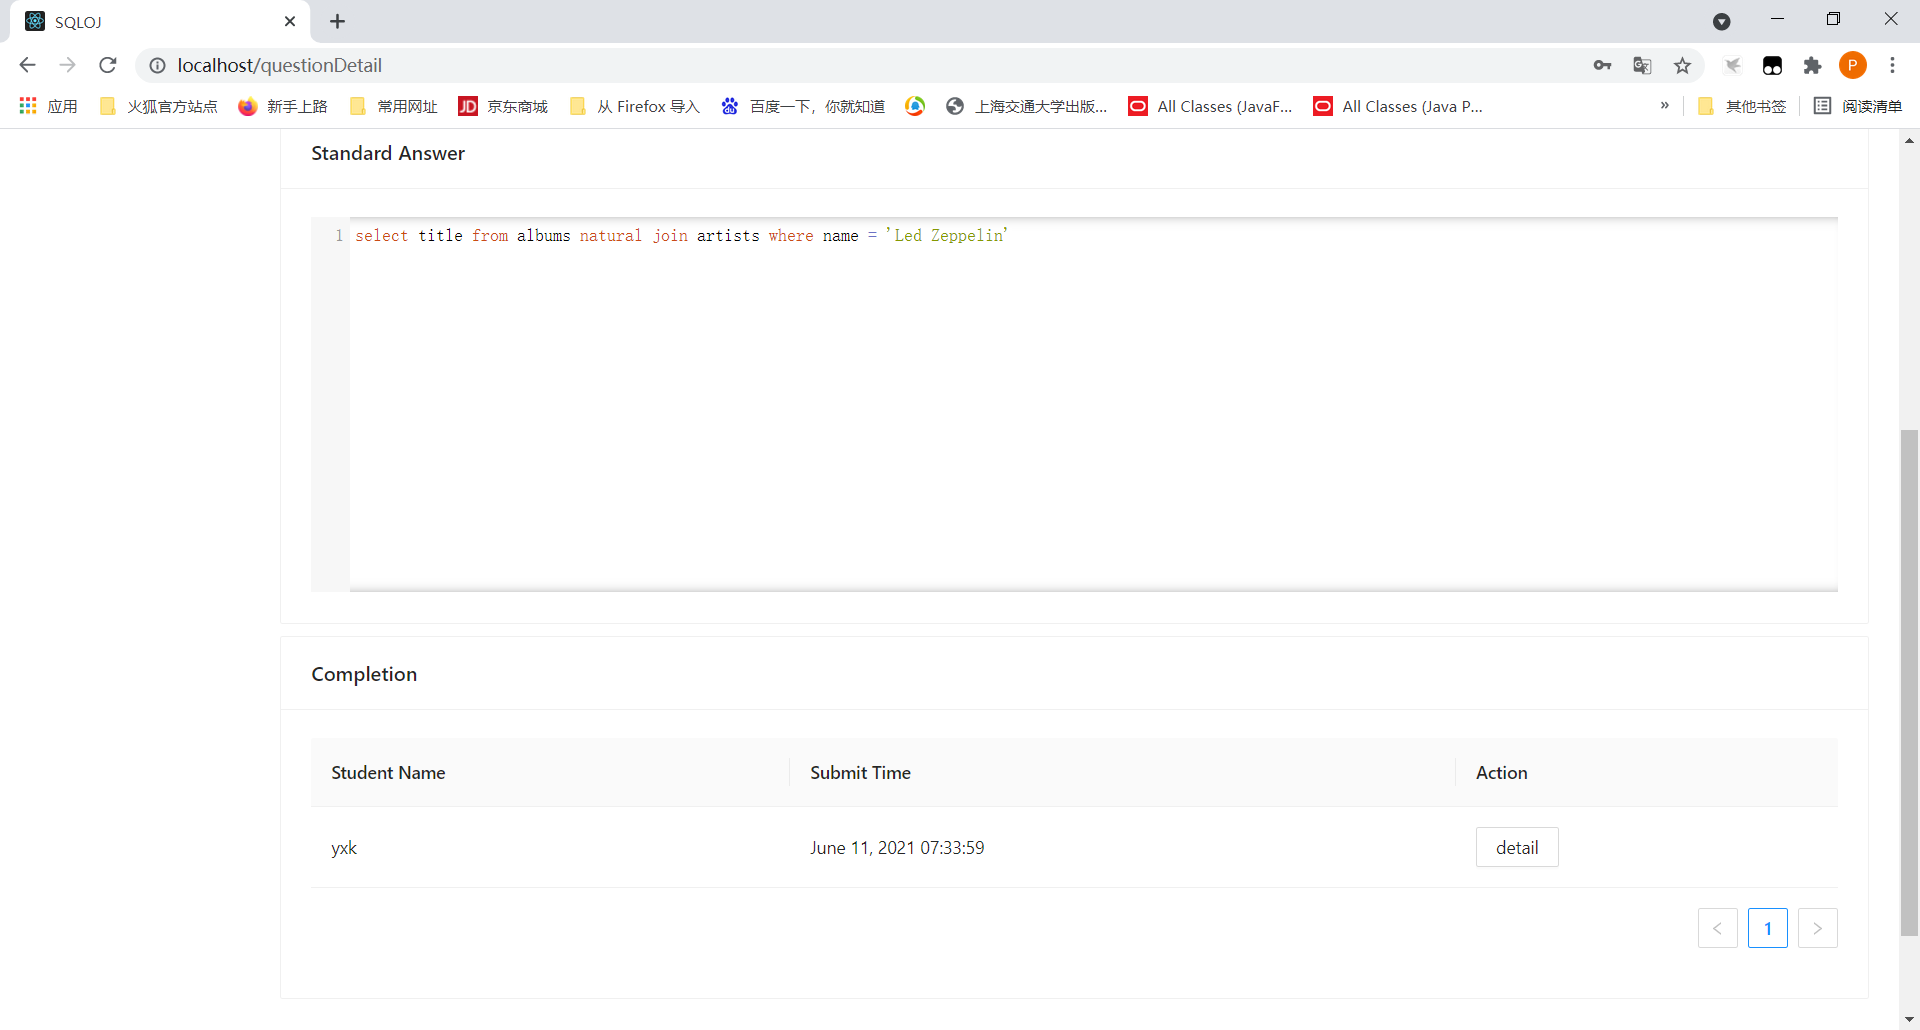 SQLOJ
localhost/questionDetail
P
应用 火狐官方站点 新手上路 常用网址 JD 京东商城 从 Firefox 导入 百度一下，你就知道 上海交通大学出版... All Classes (JavaF... All Classes (Java P... » 其他书签 阅读清单
Standard Answer
1 select title from albums natural join artists where name = 'Led Zeppelin'
Completion
Student Name Submit Time Action
yxk June 11, 2021 07:33:59 detail
< 1 >